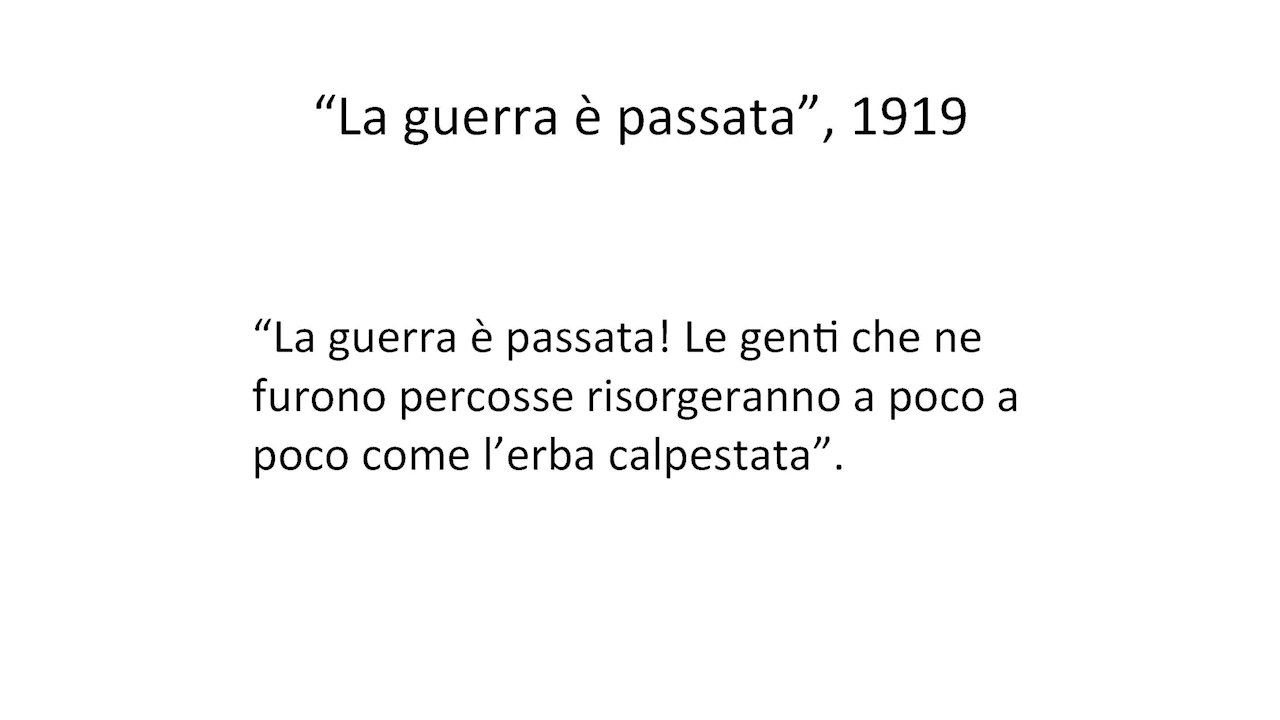 “La guerra è passata”, 1919
“La guerra è passata! Le genti che ne
furono percosse risorgeranno a poco a
poco come l’erba calpestata”.